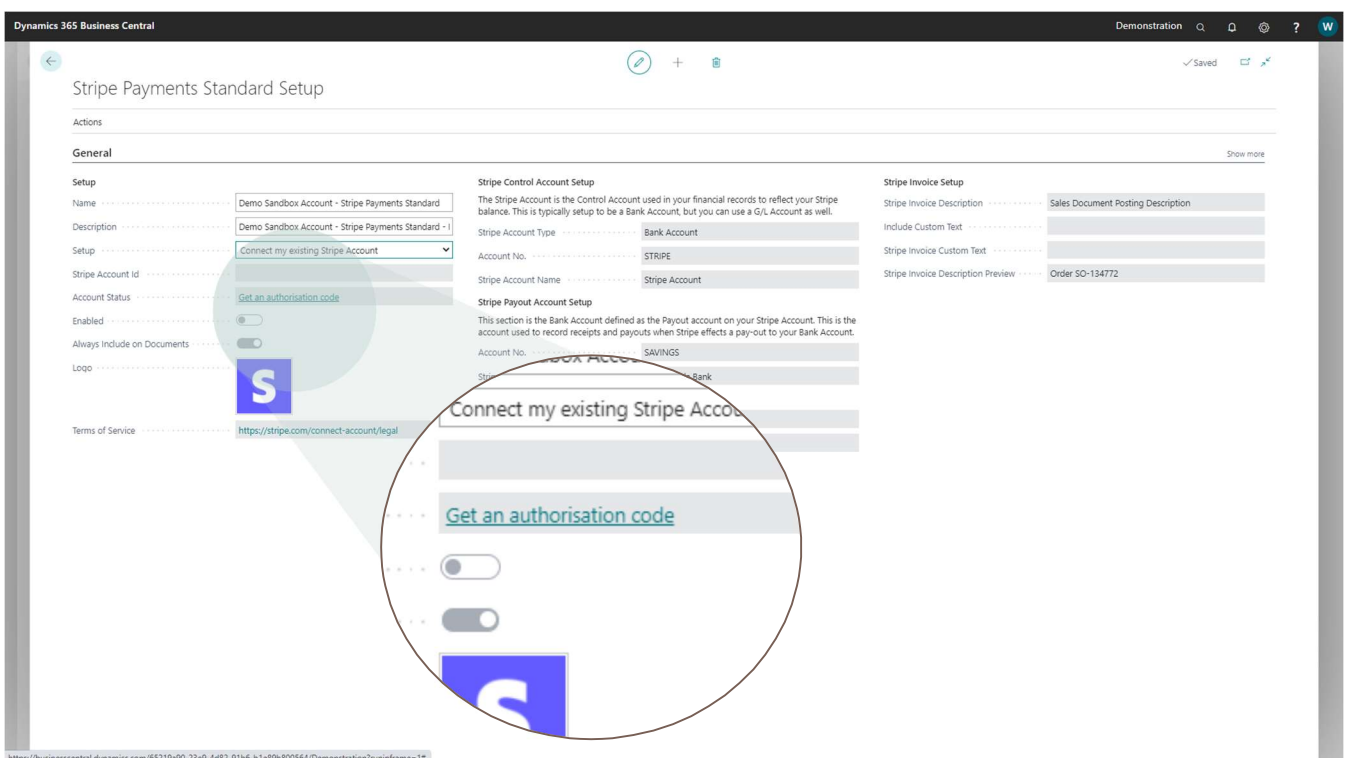 Dynamics 365 Business Central
Demonstration
?
W
Saved
Stripe Payments Standard Setup
Actions
General
Show more
Setup
Name
Demo Sandbox Account - Stripe Payments Standard
Description
Demo Sandbox Account - Stripe Payments Standard -
Setup
Connect my existing Stripe Account
Stripe Account Id
Account Status
Get an authorisation code
Enabled
Always Include on Documents
Logo
S
Terms of Service
https://stripe.com/connect-account/legal
Stripe Control Account Setup
The Stripe Account is the Control Account used in your financial records to reflect your Stripe
balance. This is typically setup to be a Bank Account, but you can use a G/L Account as well.
Stripe Account Type
Bank Account
Account No.
STRIPE
Stripe Account Name
Stripe Account
Stripe Payout Account Setup
This section is the Bank Account defined as the Payout account on your Stripe Account. This is the
account used to record receipts and payouts when Stripe effects a pay-out to your Bank Account.
Account No.
SAVINGS
Bank
Stripe Invoice Setup
Stripe Invoice Description
Sales Document Posting Description
Include Custom Text
Stripe Invoice Custom Text
Stripe Invoice Description Preview
Order SO-134772
Connect my existing Stripe Accou
Get an authorisation code
S